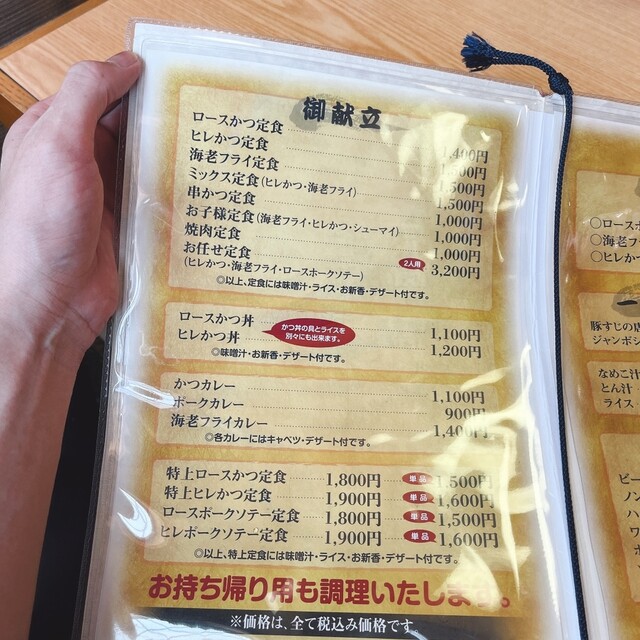 御献立
ロースかつ定食 1,400円
ヒレかつ定食 1,500円
海老フライ定食 1,500円
ミックス定食(ヒレかつ・海老フライ) 1,500円
串かつ定食 1,000円
お子様定食(海老フライ・ヒレかつ・シューマイ) 1,000円
焼肉定食 1,000円
お任せ定食 2人用 3,200円
(ヒレかつ・海老フライ・ロースポークソテー)
◎以上、定食には味噌汁・ライス・お新香・デザート付です。
ロースかつ丼 1,100円
ヒレかつ丼 1,200円
かつ丼の具とライスを
別々にも出来ます。
◎味噌汁・お新香・デザート付です。
かつカレー 1,100円
ポークカレー 900円
海老フライカレー 1,400円
◎各カレーにはキャベツ・デザート付です。
特上ロースかつ定食 1,800円 単品 1,500円
特上ヒレかつ定食 1,900円 単品 1,600円
ロースポークソテー定食 1,800円 単品 1,500円
ヒレポークソテー定食 1,900円 単品 1,600円
◎以上、特上定食には味噌汁・ライス・お新香・デザート付です。
お持ち帰り用も調理いたします。
※価格は、全て税込み価格です
○ロース
○海老フ
○ヒレか
一
豚すじの店
ジャンボシ
なめこ汁
とん汁
ライス
ビー
ノン
ハ